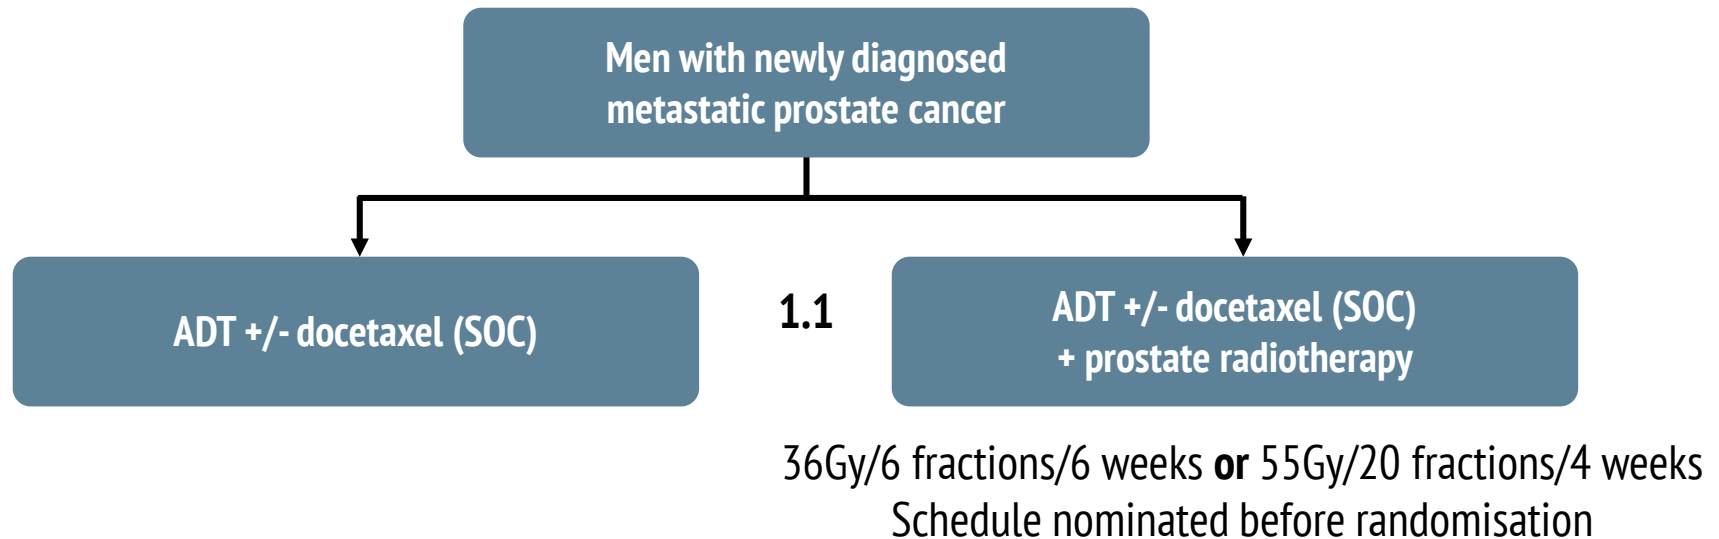 Men with newly diagnosed
metastatic prostate cancer
ADT +/- docetaxel (SOC)
1.1
ADT +/- docetaxel (SOC)
+ prostate radiotherapy
36Gy/6 fractions/6 weeks or 55Gy/20 fractions/4 weeks
Schedule nominated before randomisation